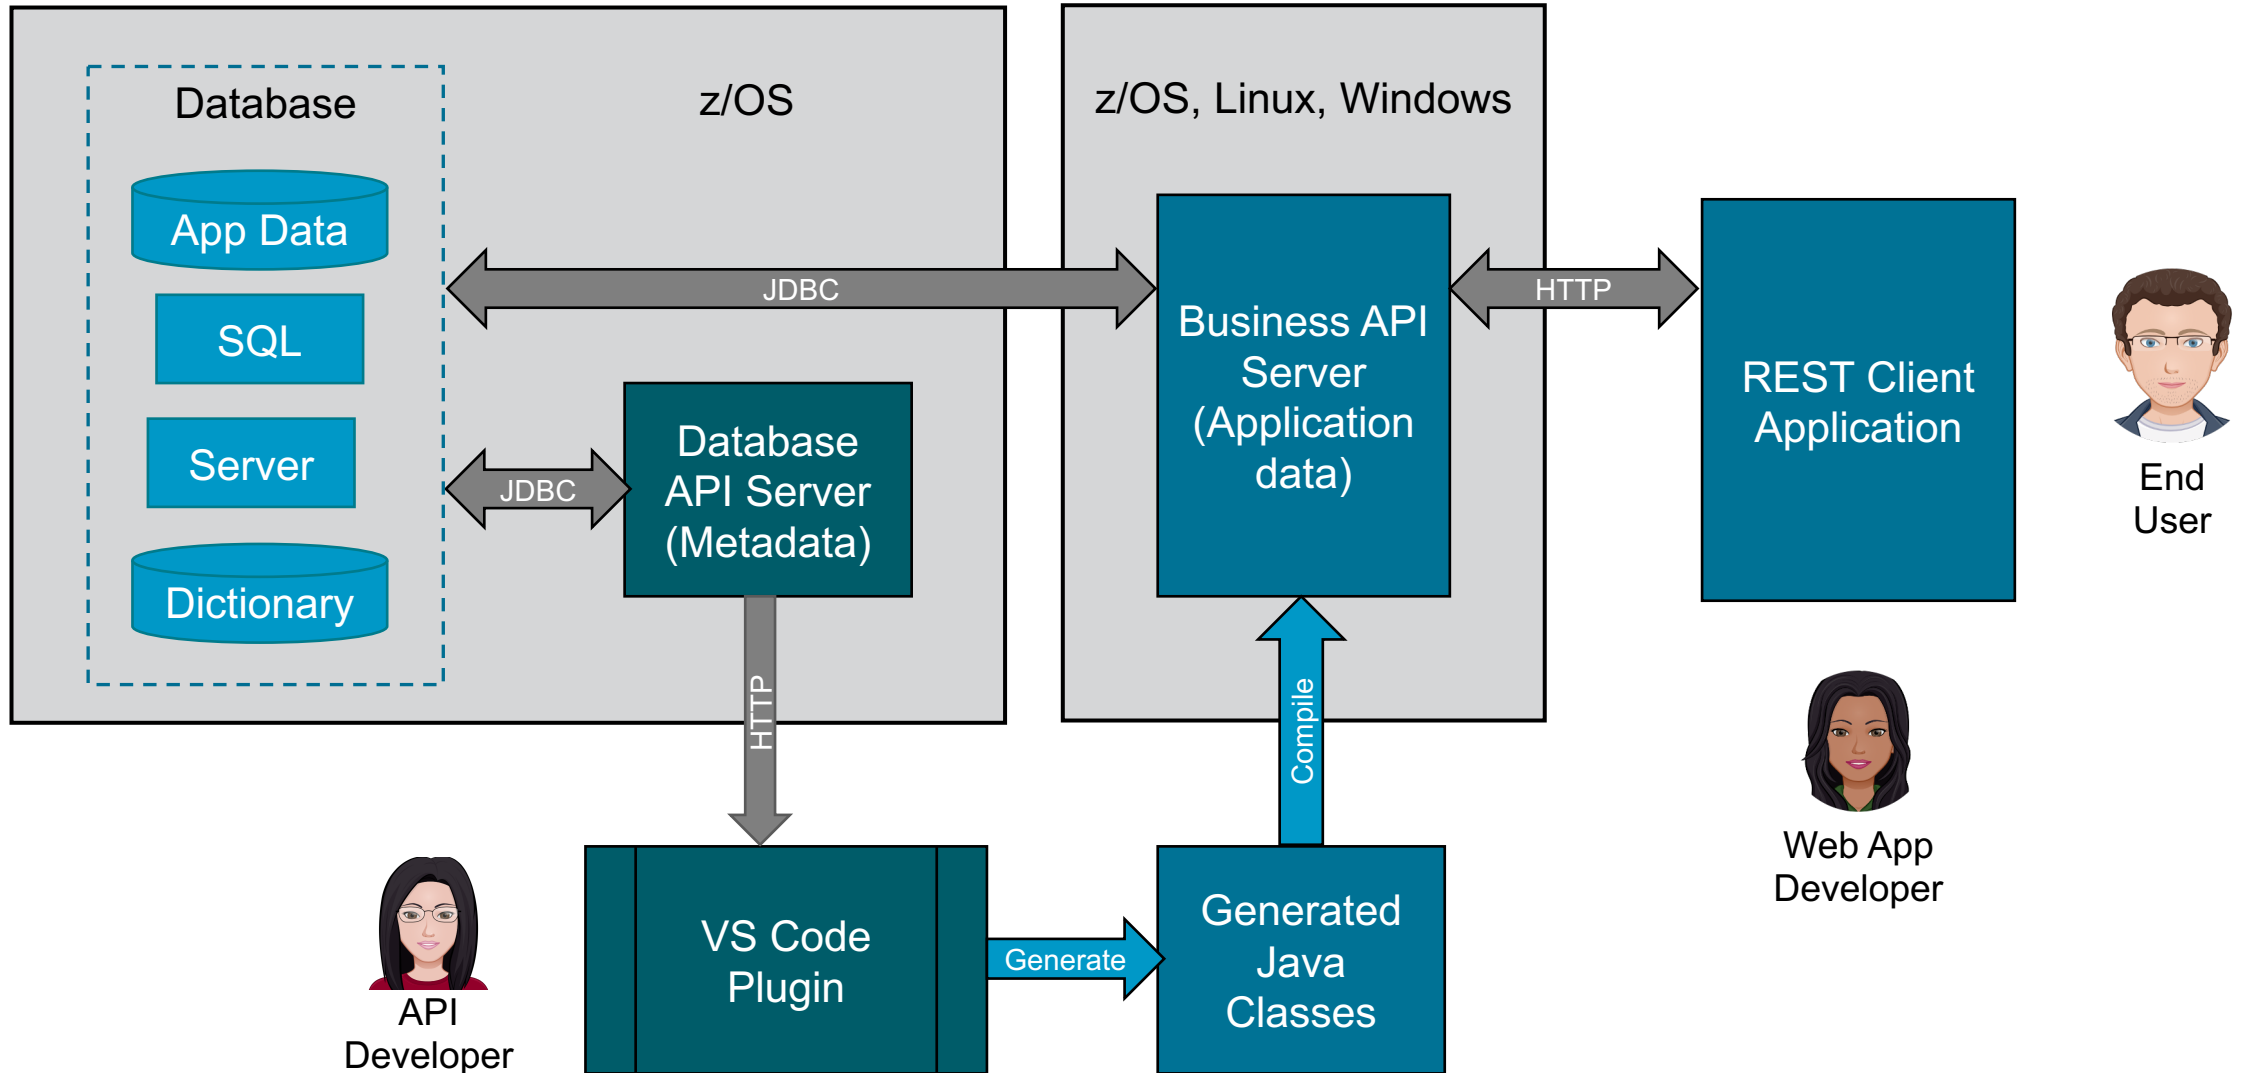 Database
z/OS
App Data
SQL
Server
Dictionary
JDBC
JDBC
Database
API Server
(Metadata)
HTTP
z/OS, Linux, Windows
Business API
Server
(Application
data)
HTTP
REST Client
Application
End
User
Compile
Web App
Developer
API
Developer
VS Code
Plugin
Generate
Generated
Java
Classes